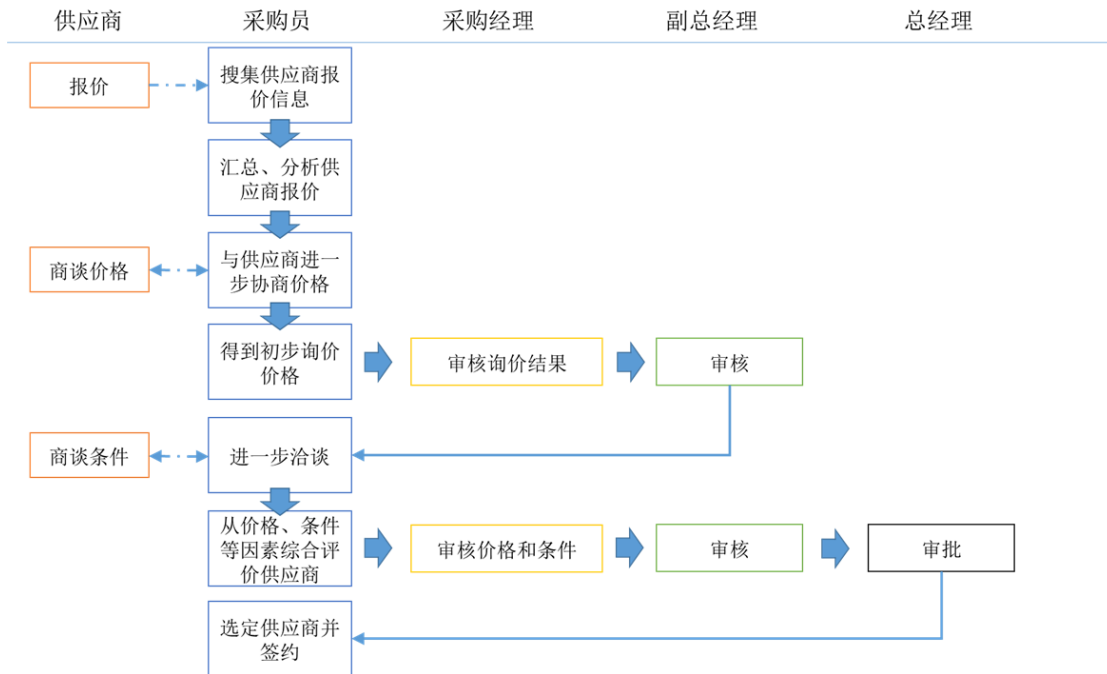 供应商 采购员 采购经理 副总经理 总经理
报价
搜集供应商报
价信息
汇总、分析供
应商报价
商谈价格
与供应商进一
步协商价格
得到初步询价
价格
审核询价结果
审核
商谈条件
进一步洽谈
从价格、条件
等因素综合评
价供应商
审核价格和条件
审核
审批
选定供应商并
签约